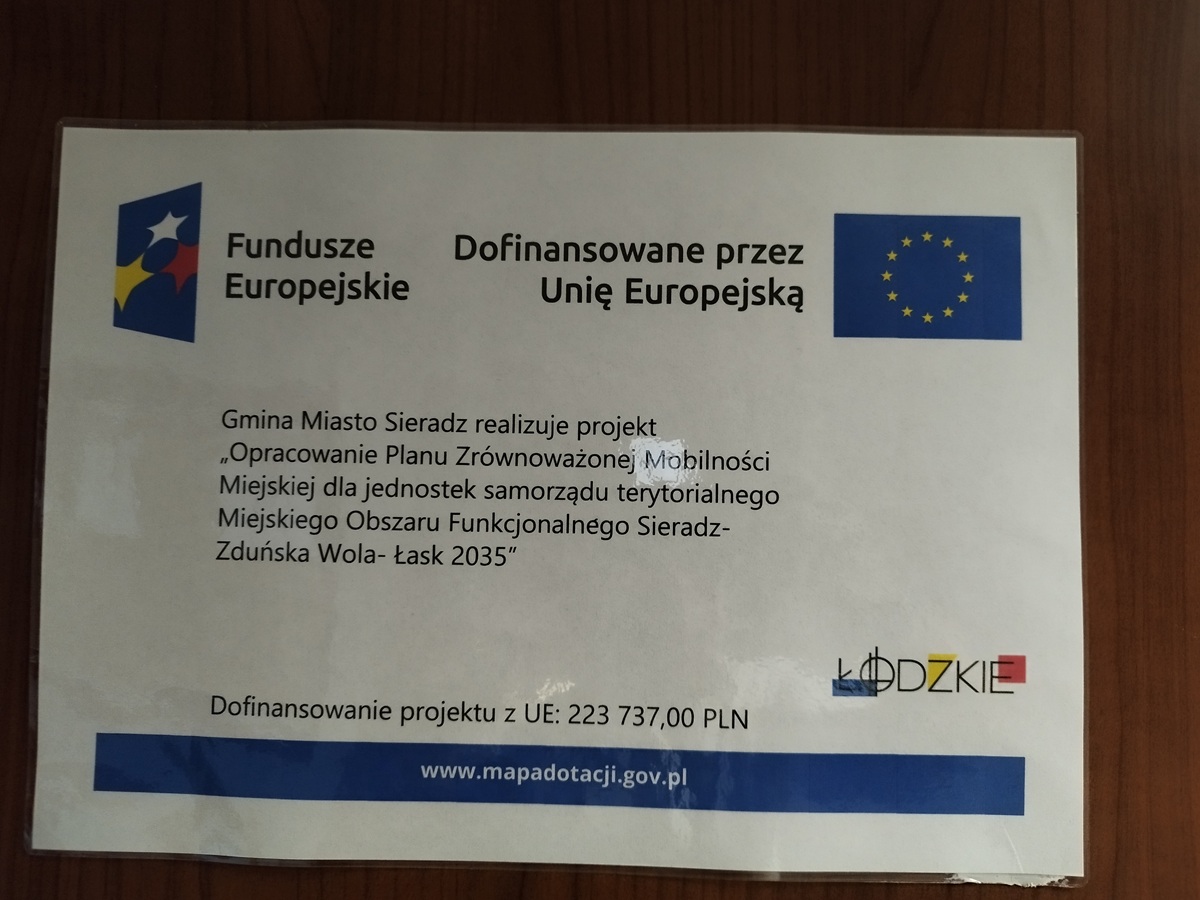 Fundusze
Europejskie
Dofinansowane przez
Unię Europejską
Gmina Miasto Sieradz realizuje projekt
„Opracowanie Planu Zrównoważonej Mobilności
Miejskiej dla jednostek samorządu terytorialnego
Miejskiego Obszaru Funkcjonalnego Sieradz-
Zduńska Wola- Łask 2035”
ŁÓDZKIE
Dofinansowanie projektu z UE: 223 737,00 PLN
www.mapadotacji.gov.pl